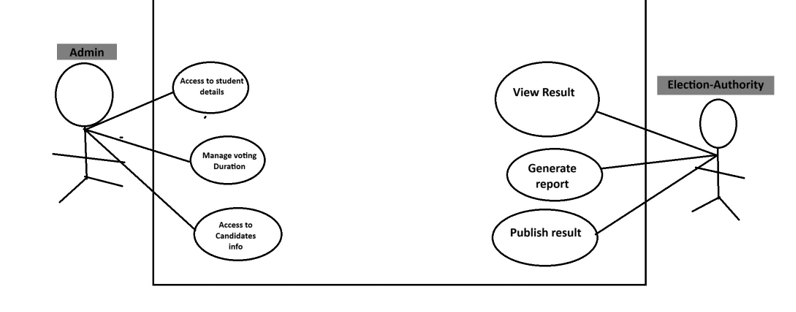 Admin
Access to student
details
Manage voting
Duration
Access to
Candidates
info
Election-Authority
View Result
Generate
report
Publish result